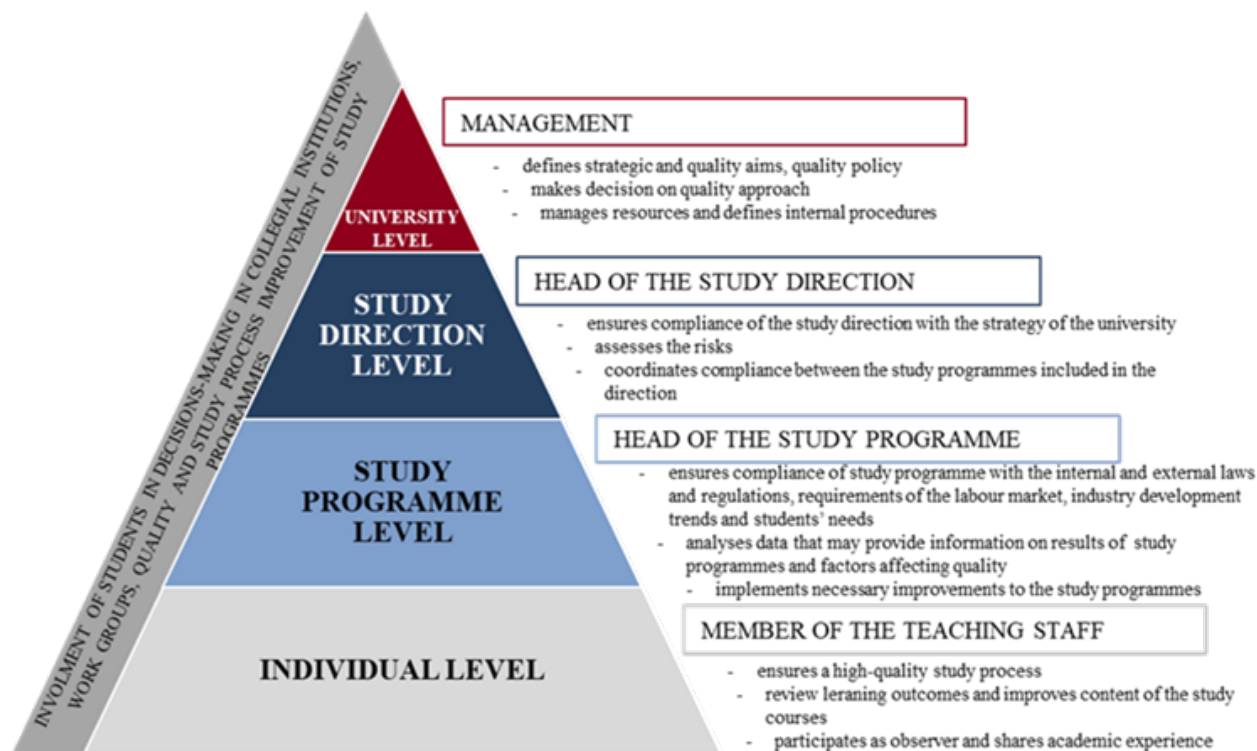 INVOLMENT OF STUDENTS IN DECISIONS-MAKING IN COLLEGIAL INSTITUTIONS,
WORK GROUPS, QUALITY AND STUDY PROCESS IMPROVEMENT OF STUDY
PROGRAMMES
UNIVERSITY
LEVEL
MANAGEMENT
- defines strategic and quality aims, quality policy
- makes decision on quality approach
- manages resources and defines internal procedures
STUDY
DIRECTION
LEVEL
HEAD OF THE STUDY DIRECTION
- ensures compliance of the study direction with the strategy of the university
- assesses the risks
- coordinates compliance between the study programmes included in the
direction
STUDY
PROGRAMME
LEVEL
HEAD OF THE STUDY PROGRAMME
- ensures compliance of study programme with the internal and external laws
and regulations, requirements of the labour market, industry development
trends and students' needs
- analyses data that may provide information on results of study
programmes and factors affecting quality
- implements necessary improvements to the study programmes
INDIVIDUAL LEVEL
MEMBER OF THE TEACHING STAFF
- ensures a high-quality study process
- review leraning outcomes and improves content of the study
courses
- participates as observer and shares academic experience